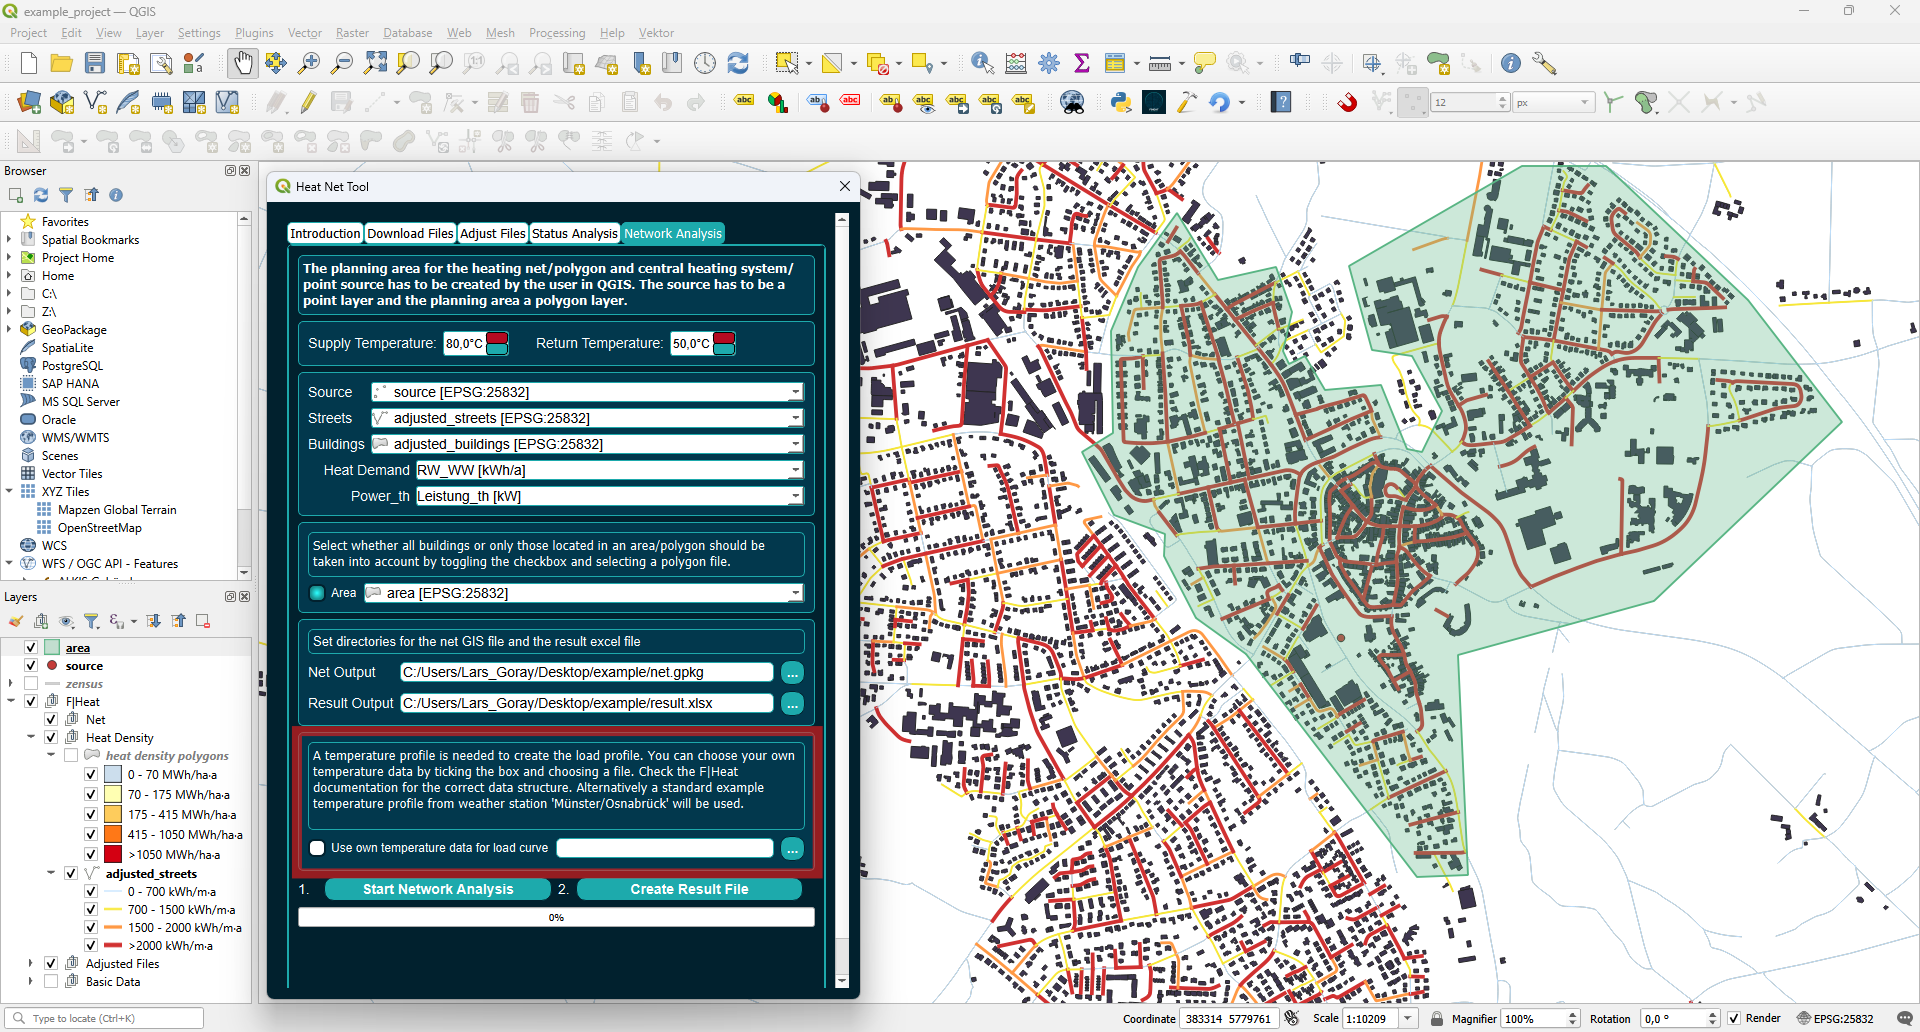 example_project — QGIS
Project Edit View Layer Settings Plugins Vector Raster Database Web Mesh Processing Help Vektor
12 px
Browser
Favorites
Spatial Bookmarks
Project Home
Home
C:\
Z:\
GeoPackage
SpatiaLite
PostgreSQL
SAP HANA
MS SQL Server
Oracle
WMS/WMTS
Scenes
Vector Tiles
XYZ Tiles
Mapzen Global Terrain
OpenStreetMap
WCS
WFS / OGC API - Features
Layers
area
source
zensus
F|Heat
Net
Heat Density
heat density polygons
0 - 70 MWh/ha·a
70 - 175 MWh/ha·a
175 - 415 MWh/ha·a
415 - 1050 MWh/ha·a
>1050 MWh/ha·a
adjusted_streets
0 - 700 kWh/m·a
700 - 1500 kWh/m·a
1500 - 2000 kWh/m·a
>2000 kWh/m·a
Adjusted Files
Basic Data
Heat Net Tool
Introduction Download Files Adjust Files Status Analysis Network Analysis
The planning area for the heating net/polygon and central heating system/
point source has to be created by the user in QGIS. The source has to be a
point layer and the planning area a polygon layer.
Supply Temperature: 80,0°C Return Temperature: 50,0°C
Source source [EPSG:25832]
Streets adjusted_streets [EPSG:25832]
Buildings adjusted_buildings [EPSG:25832]
Heat Demand RW_WW [kWh/a]
Power_th Leistung_th [kW]
Select whether all buildings or only those located in an area/polygon should be
taken into account by toggling the checkbox and selecting a polygon file.
Area area [EPSG:25832]
Set directories for the net GIS file and the result excel file
Net Output C:/Users/Lars_Goray/Desktop/example/net.gpkg ...
Result Output C:/Users/Lars_Goray/Desktop/example/result.xlsx ...
A temperature profile is needed to create the load profile. You can choose your own
temperature data by ticking the box and choosing a file. Check the F|Heat
documentation for the correct data structure. Alternatively a standard example
temperature profile from weather station 'Münster/Osnabrück' will be used.
Use own temperature data for load curve ...
1. Start Network Analysis 2. Create Result File
0%
Type to locate (Ctrl+K) Coordinate 383314 5779761 Scale 1:10209 Magnifier 100% Rotation 0,0 ° Render EPSG:25832